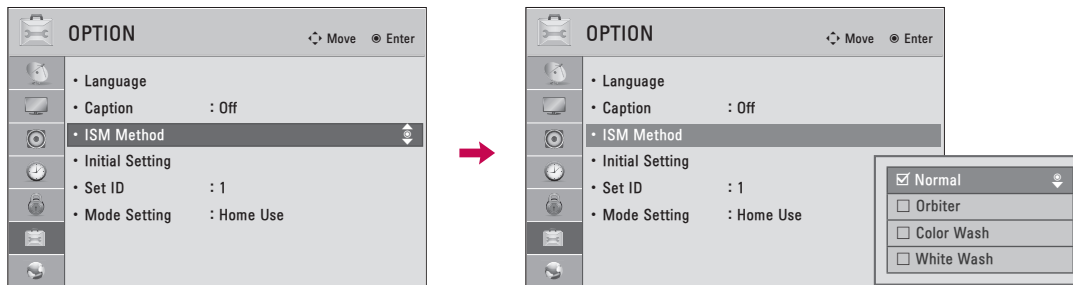 OPTION
Move Enter
• Language
• Caption : Off
• ISM Method
• Initial Setting
• Set ID : 1
• Mode Setting : Home Use
OPTION
Move Enter
• Language
• Caption : Off
• ISM Method
• Initial Setting
• Set ID : 1
• Mode Setting : Home Use
☑ Normal
☐ Orbiter
☐ Color Wash
☐ White Wash